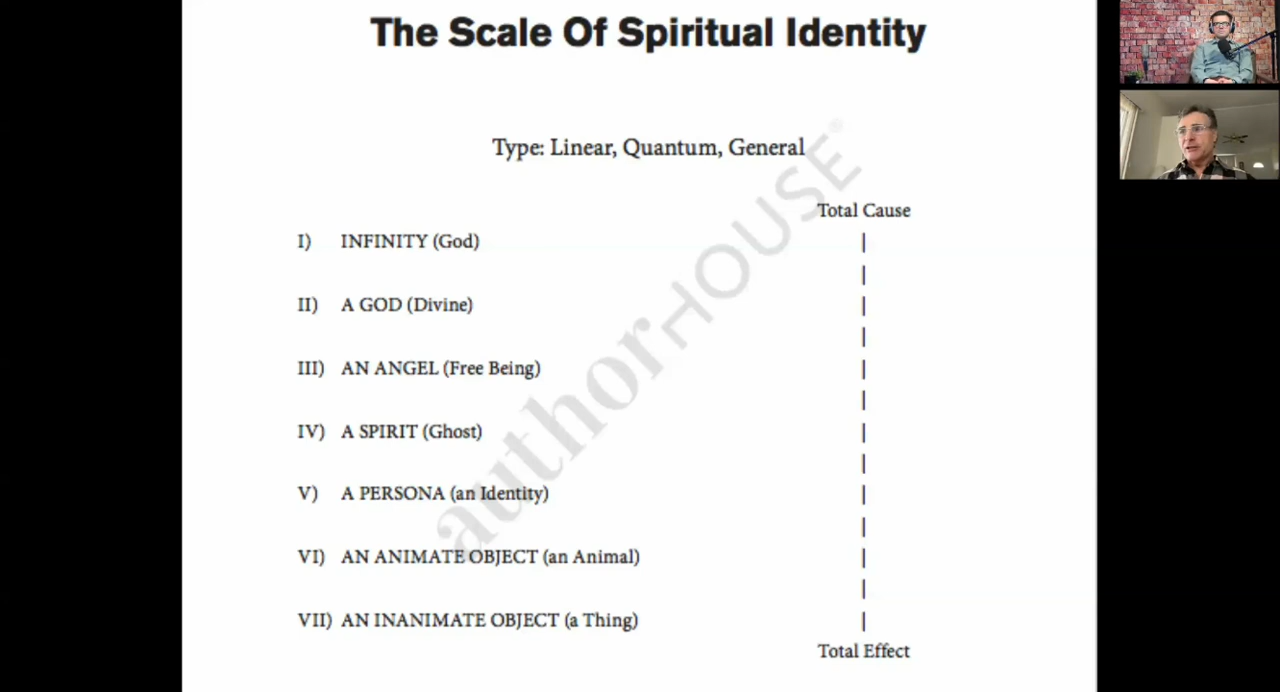 The Scale Of Spiritual Identity
Type: Linear, Quantum, General
Total Cause
I) INFINITY (God)
II) A GOD (Divine)
III) AN ANGEL (Free Being)
IV) A SPIRIT (Ghost)
V) A PERSONA (an Identity)
VI) AN ANIMATE OBJECT (an Animal)
VII) AN INANIMATE OBJECT (a Thing)
Total Effect
authorHOUSE®